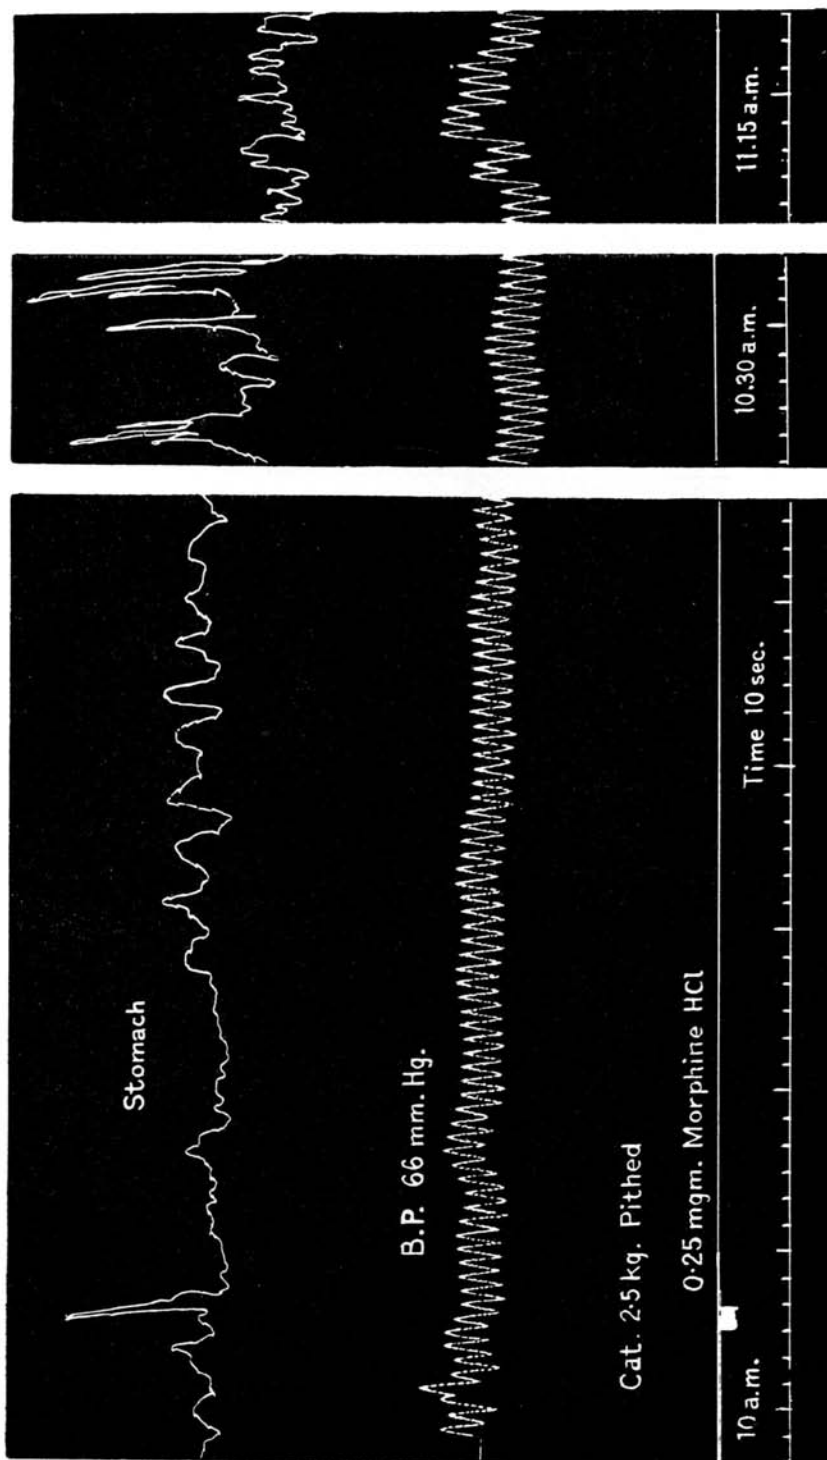 Stomach
B.P. 66 mm. Hg.
Cat. 2·5 kg. Pithed
0·25 mgm. Morphine HCl
10 a.m.
Time 10 sec.
10.30 a.m.
11.15 a.m.